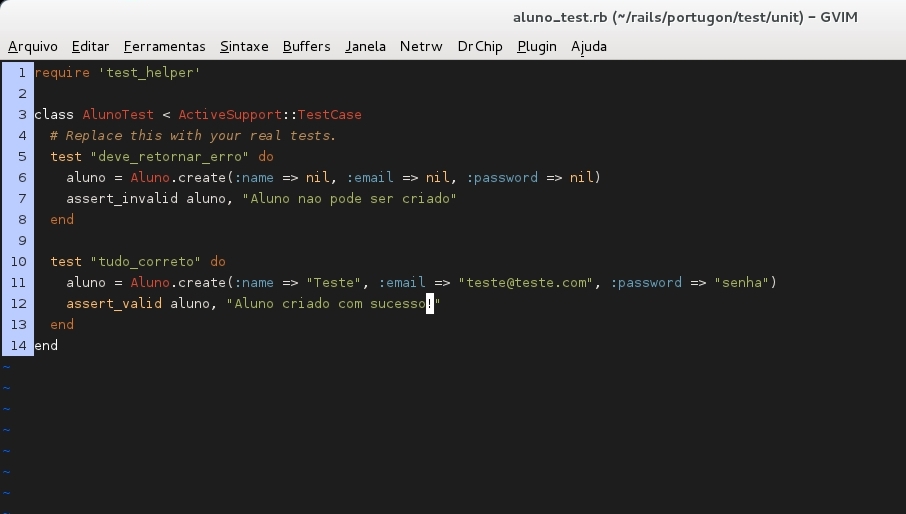 aluno_test.rb (~/rails/portugon/test/unit) – GVIM
Arquivo Editar Ferramentas Sintaxe Buffers Janela Netrw DrChip Plugin Ajuda
1 require 'test_helper'
2
3 class AlunoTest < ActiveSupport::TestCase
4   # Replace this with your real tests.
5   test "deve_retornar_erro" do
6     aluno = Aluno.create(:name => nil, :email => nil, :password => nil)
7     assert_invalid aluno, "Aluno nao pode ser criado"
8   end
9
10   test "tudo_correto" do
11     aluno = Aluno.create(:name => "Teste", :email => "teste@teste.com", :password => "senha")
12     assert_valid aluno, "Aluno criado com sucesso!"
13   end
14 end
~
~
~
~
~
~
~